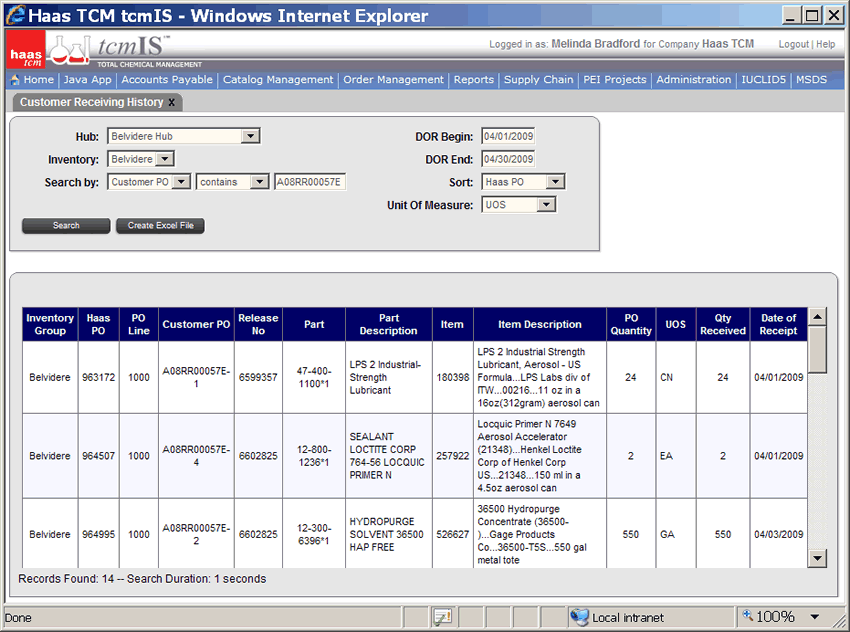 Haas TCM tcmIS - Windows Internet Explorer
haas tcm
tcmIS™
TOTAL CHEMICAL MANAGEMENT
Logged in as: Melinda Bradford for Company Haas TCM
Logout | Help
Home | Java App | Accounts Payable | Catalog Management | Order Management | Reports | Supply Chain | PEI Projects | Administration | IUCLID5 | MSDS
Customer Receiving History x
Hub: Belvidere Hub
DOR Begin: 04/01/2009
Inventory: Belvidere
DOR End: 04/30/2009
Search by: Customer PO contains A08RR00057E
Sort: Haas PO
Unit Of Measure: UOS
Search
Create Excel File
Inventory Group
Haas PO
PO Line
Customer PO
Release No
Part
Part Description
Item
Item Description
PO Quantity
UOS
Qty Received
Date of Receipt
Belvidere
963172
1000
A08RR00057E-
1
6599357
47-400-
1100*1
LPS 2 Industrial-
Strength
Lubricant
180398
LPS 2 Industrial Strength
Lubricant, Aerosol - US
Formula...LPS Labs div of
ITW...00216...11 oz in a
16oz(312gram) aerosol can
24
CN
24
04/01/2009
Belvidere
964507
1000
A08RR00057E-
4
6602825
12-800-
1236*1
SEALANT
LOCTITE CORP
764-56 LOCQUIC
PRIMER N
257922
Locquic Primer N 7649
Aerosol Accelerator
(21348)...Henkel Loctite
Corp of Henkel Corp
US...21348...150 ml in a
4.5oz aerosol can
2
EA
2
04/01/2009
Belvidere
964995
1000
A08RR00057E-
2
6602825
12-300-
6396*1
HYDROPURGE
SOLVENT 36500
HAP FREE
526627
36500 Hydropurge
Concentrate (36500-
)...Gage Products
Co...36500-T5S...550 gal
metal tote
550
GA
550
04/03/2009
Records Found: 14 -- Search Duration: 1 seconds
Done
Local intranet
100%